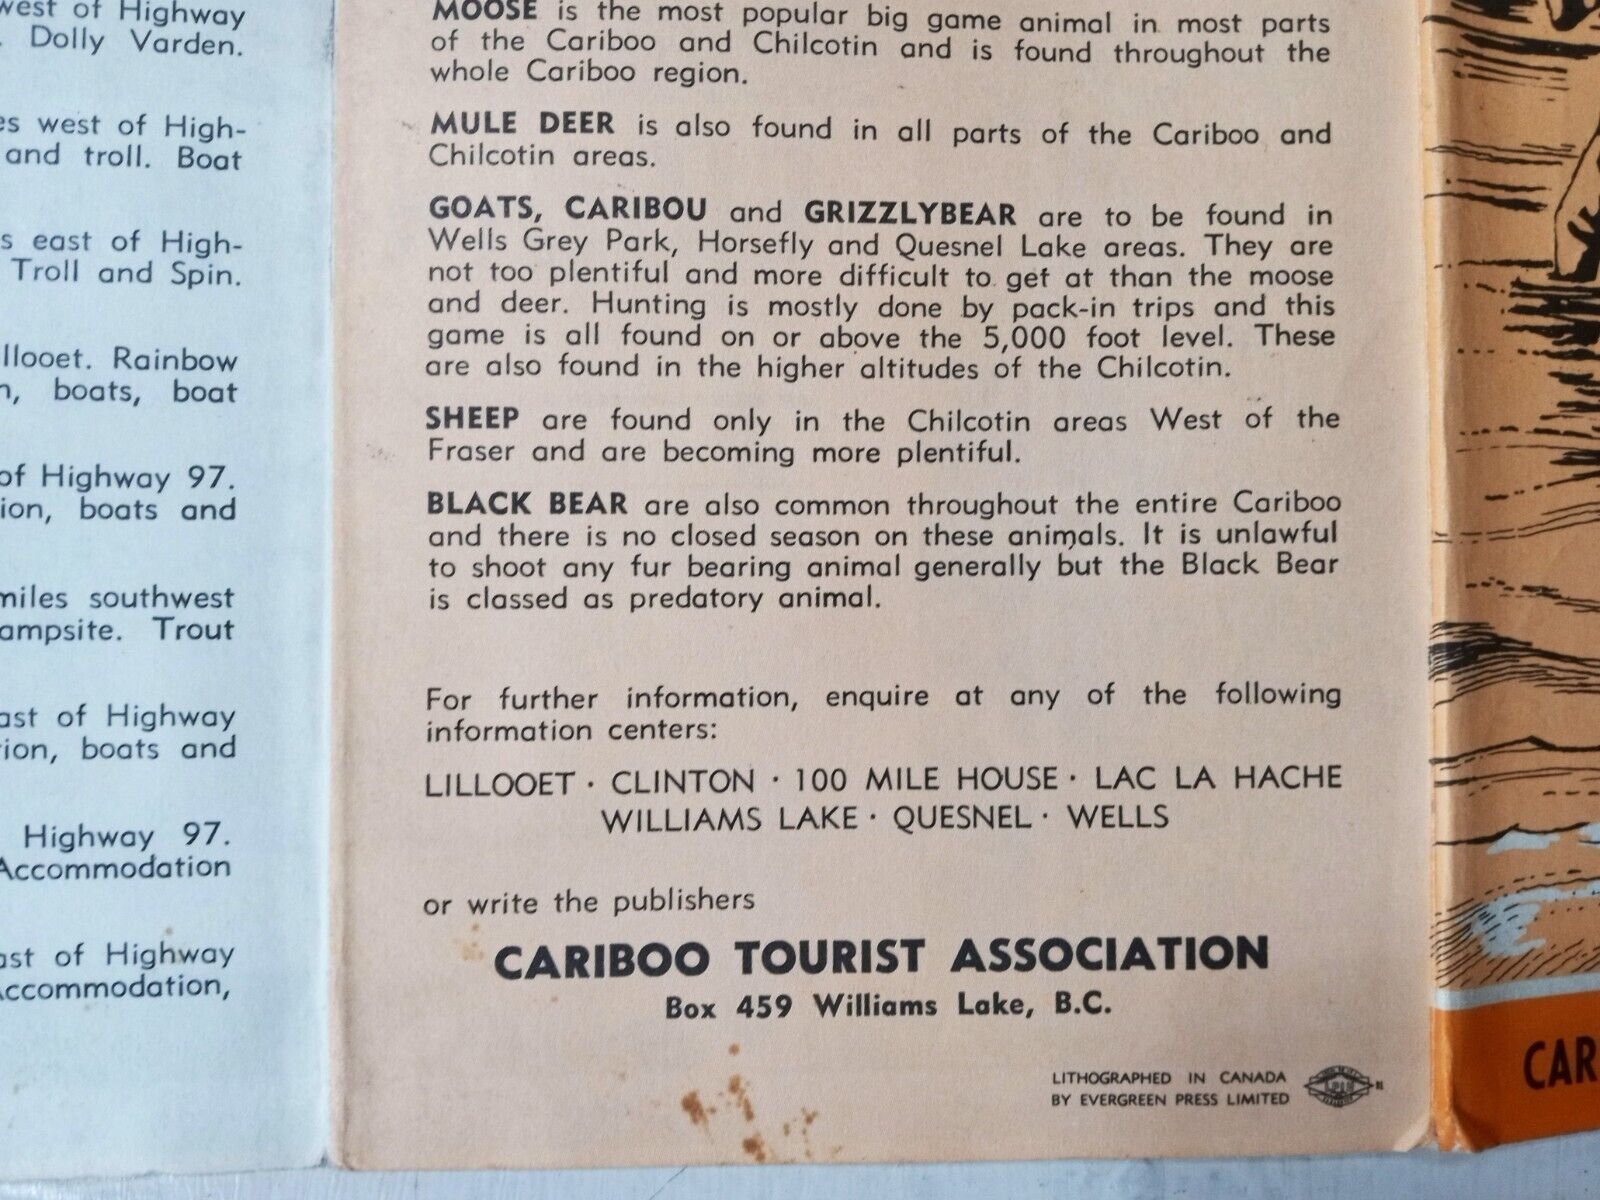 west of Highway
. Dolly Varden.
es west of High-
and troll. Boat
s east of High-
Troll and Spin.
illooet. Rainbow
n, boats, boat
of Highway 97.
ion, boats and
miles southwest
ampsite. Trout
ast of Highway
ion, boats and
Highway 97.
Accommodation
ast of Highway
Accommodation,
MOOSE is the most popular big game animal in most parts
of the Cariboo and Chilcotin and is found throughout the
whole Cariboo region.
MULE DEER is also found in all parts of the Cariboo and
Chilcotin areas.
GOATS, CARIBOU and GRIZZLYBEAR are to be found in
Wells Grey Park, Horsefly and Quesnel Lake areas. They are
not too plentiful and more difficult to get at than the moose
and deer. Hunting is mostly done by pack-in trips and this
game is all found on or above the 5,000 foot level. These
are also found in the higher altitudes of the Chilcotin.
SHEEP are found only in the Chilcotin areas West of the
Fraser and are becoming more plentiful.
BLACK BEAR are also common throughout the entire Cariboo
and there is no closed season on these animals. It is unlawful
to shoot any fur bearing animal generally but the Black Bear
is classed as predatory animal.
For further information, enquire at any of the following
information centers:
LILLOOET · CLINTON · 100 MILE HOUSE · LAC LA HACHE
WILLIAMS LAKE · QUESNEL · WELLS
or write the publishers
CARIBOO TOURIST ASSOCIATION
Box 459 Williams Lake, B.C.
LITHOGRAPHED IN CANADA
BY EVERGREEN PRESS LIMITED
CAR